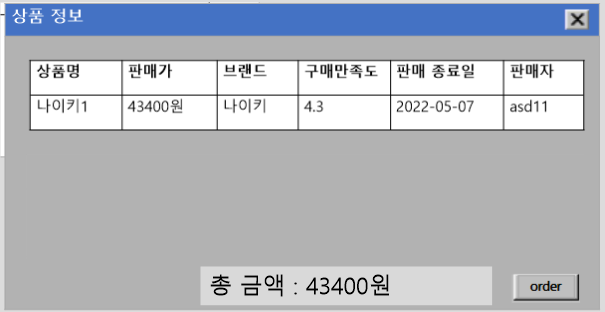 상품 정보
상품명 판매가 브랜드 구매만족도 판매 종료일 판매자
나이키1 43400원 나이키 4.3 2022-05-07 asd11
총 금액 : 43400원
order